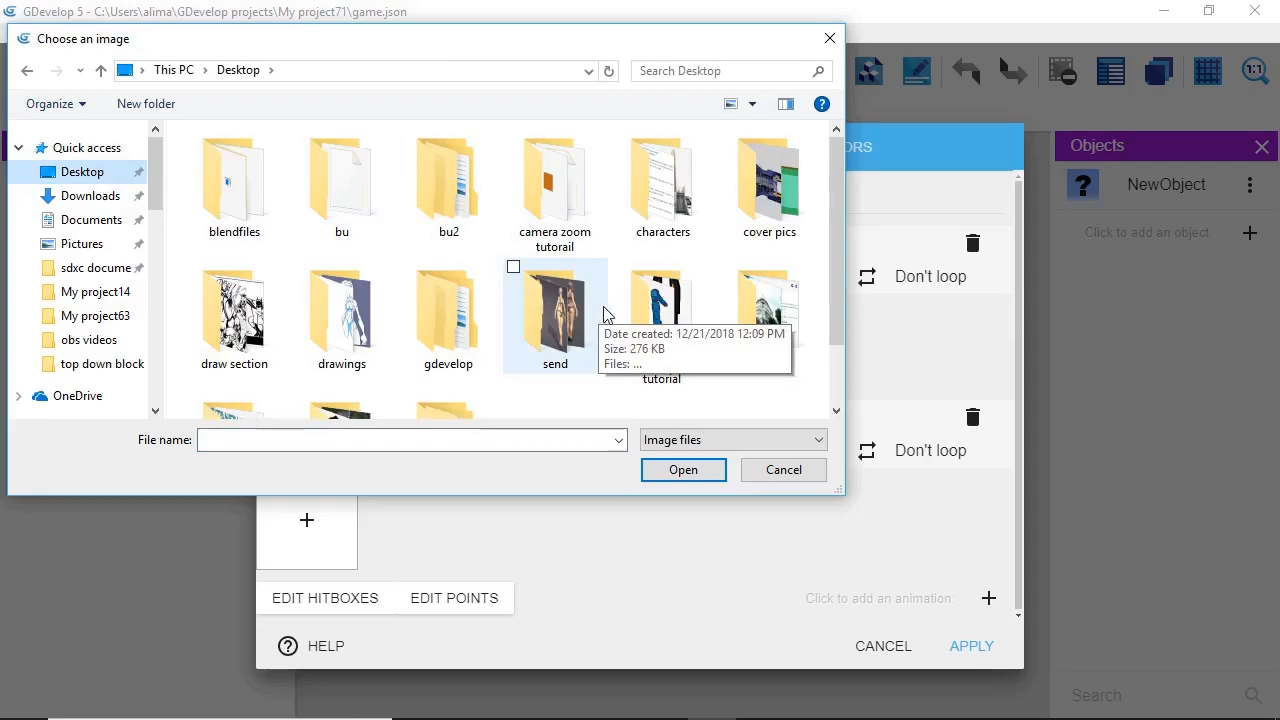 GDevelop 5 - C:\Users\alima\GDevelop projects\My project71\game.json
Choose an image
This PC > Desktop >
Search Desktop
Organize
New folder
Quick access
Desktop
Downloads
Documents
Pictures
sdxc docume
My project14
My project63
obs videos
top down block
OneDrive
blendfiles
bu
bu2
camera zoom
tutorail
characters
cover pics
draw section
drawings
gdevelop
send
tutorial
Date created: 12/21/2018 12:09 PM
Size: 276 KB
Files: ...
File name:
Image files
Open
Cancel
ORS
Don't loop
Don't loop
EDIT HITBOXES
EDIT POINTS
Click to add an animation:
HELP
CANCEL
APPLY
1:1
Objects
NewObject
Click to add an object
Search